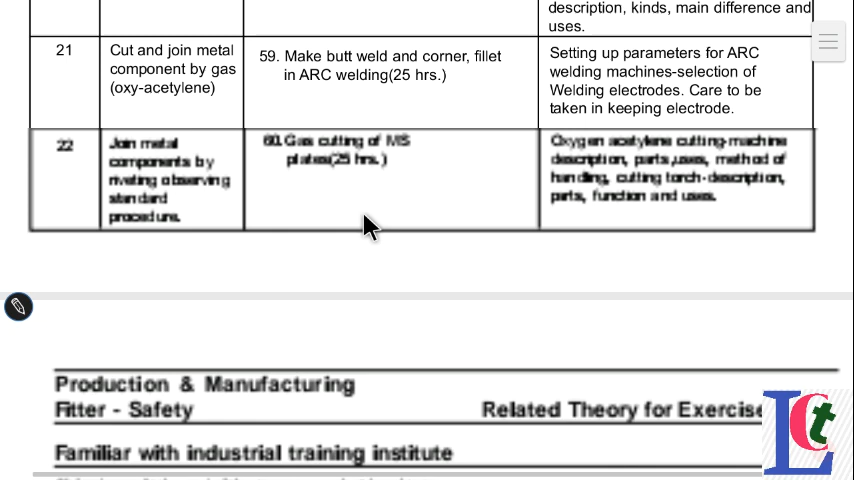 description, kinds, main difference and
uses.
21
Cut and join metal
component by gas
(oxy-acetylene)
59. Make butt weld and corner, fillet
in ARC welding(25 hrs.)
Setting up parameters for ARC
welding machines-selection of
Welding electrodes. Care to be
taken in keeping electrode.
22
Join metal
components by
riveting observing
standard
procedure.
60.Gas cutting of MS
plates(25 hrs.)
Oxygen acetylene cutting-machine
description, parts,uses, method of
handling, cutting torch-description,
parts, function and uses.
Production & Manufacturing
Fitter - Safety
Related Theory for Exercise
Familiar with industrial training institute
LCt